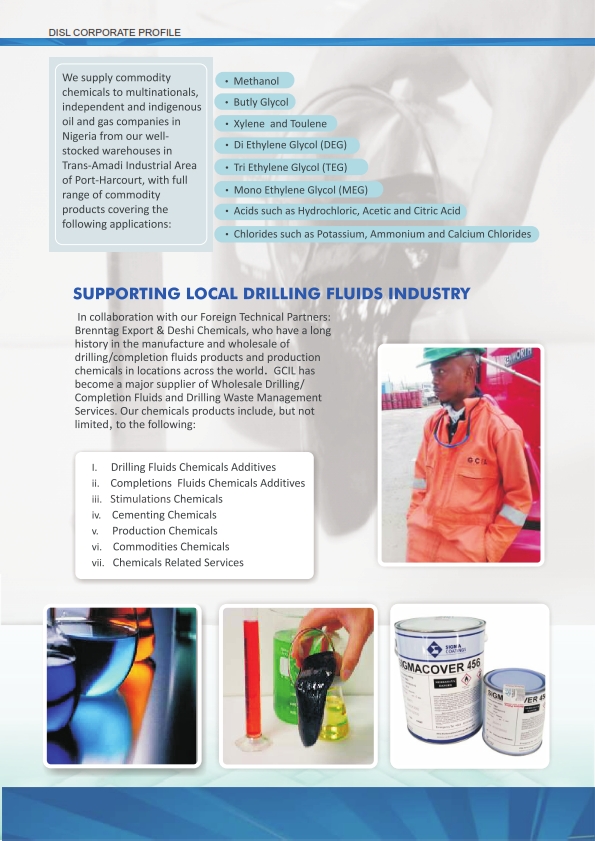 DISL CORPORATE PROFILE
We supply commodity
chemicals to multinationals,
independent and indigenous
oil and gas companies in
Nigeria from our well-
stocked warehouses in
Trans-Amadi Industrial Area
of Port-Harcourt, with full
range of commodity
products covering the
following applications:
• Methanol
• Butly Glycol
• Xylene and Toulene
• Di Ethylene Glycol (DEG)
• Tri Ethylene Glycol (TEG)
• Mono Ethylene Glycol (MEG)
• Acids such as Hydrochloric, Acetic and Citric Acid
• Chlorides such as Potassium, Ammonium and Calcium Chlorides
SUPPORTING LOCAL DRILLING FLUIDS INDUSTRY
In collaboration with our Foreign Technical Partners:
Brenntag Export & Deshi Chemicals, who have a long
history in the manufacture and wholesale of
drilling/completion fluids products and production
chemicals in locations across the world. GCIL has
become a major supplier of Wholesale Drilling/
Completion Fluids and Drilling Waste Management
Services. Our chemicals products include, but not
limited, to the following:
I. Drilling Fluids Chemicals Additives
ii. Completions Fluids Chemicals Additives
iii. Stimulations Chemicals
iv. Cementing Chemicals
v. Production Chemicals
vi. Commodities Chemicals
vii. Chemicals Related Services
GCIL
SIGMA
COATINGS
SIGMACOVER 456